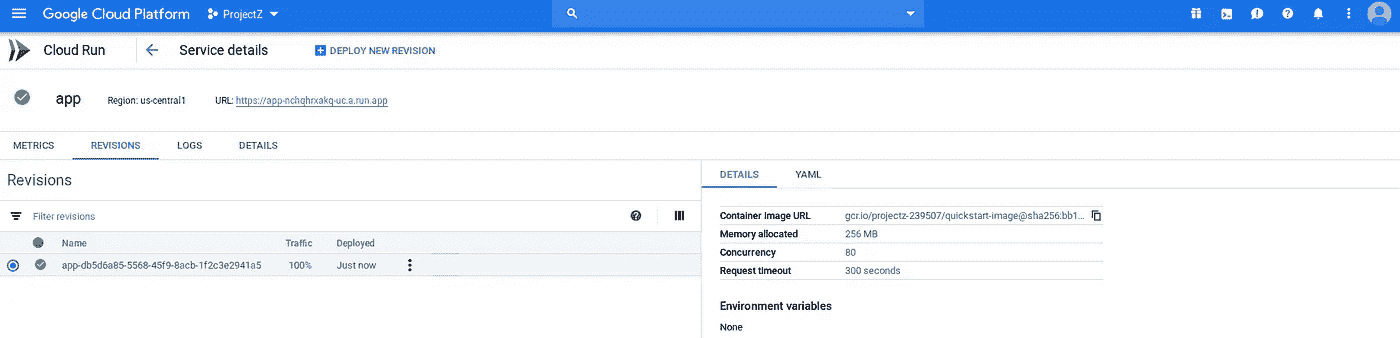 Google Cloud Platform ProjectZ
Cloud Run Service details DEPLOY NEW REVISION
app Region: us-central1 URL: https://app-nchqhrxakq-uc.a.run.app
METRICS REVISIONS LOGS DETAILS
Revisions
DETAILS YAML
Filter revisions
Name Traffic Deployed
app-db5d6a85-5568-45f9-8acb-1f2c3e2941a5 100% Just now
Container image URL gcr.io/projectz-239507/quickstart-image@sha256:bb1...
Memory allocated 256 MB
Concurrency 80
Request timeout 300 seconds
Environment variables
None